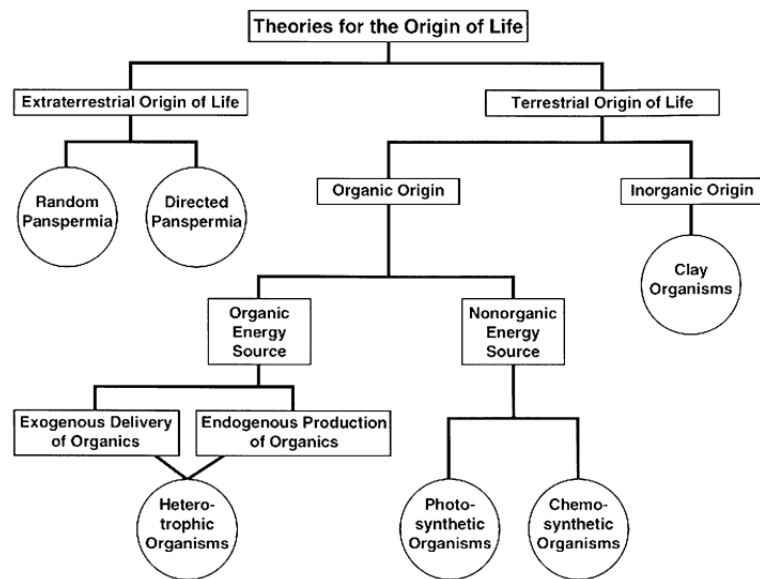 Theories for the Origin of Life
Extraterrestrial Origin of Life
Terrestrial Origin of Life
Random
Panspermia
Directed
Panspermia
Organic Origin
Inorganic Origin
Clay
Organisms
Organic
Energy
Source
Nonorganic
Energy
Source
Exogenous Delivery
of Organics
Endogenous Production
of Organics
Hetero-
trophic
Organisms
Photo-
synthetic
Organisms
Chemo-
synthetic
Organisms